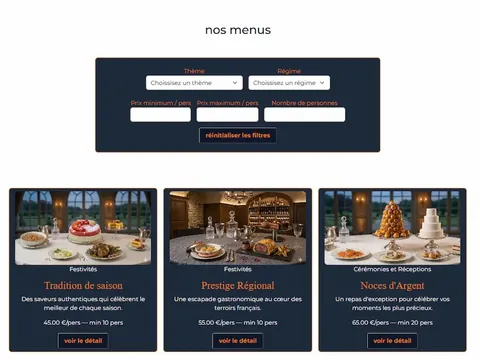 nos menus
Thème Régime
Choissisez un thème Choissisez un régime
Prix minimum / pers Prix maximum / pers Nombre de personnes
réinitialiser les filtres
Festivités
Tradition de saison
Des saveurs authentiques qui célèbrent le
meilleur de chaque saison.
45.00 €/pers — min 10 pers
voir le détail
Festivités
Prestige Régional
Une escapade gastronomique au cœur des
terroirs français.
55.00 €/pers — min 10 pers
voir le détail
Cérémonies et Réceptions
Noces d'Argent
Un repas d'exception pour célébrer vos
moments les plus précieux.
65.00 €/pers — min 20 pers
voir le détail